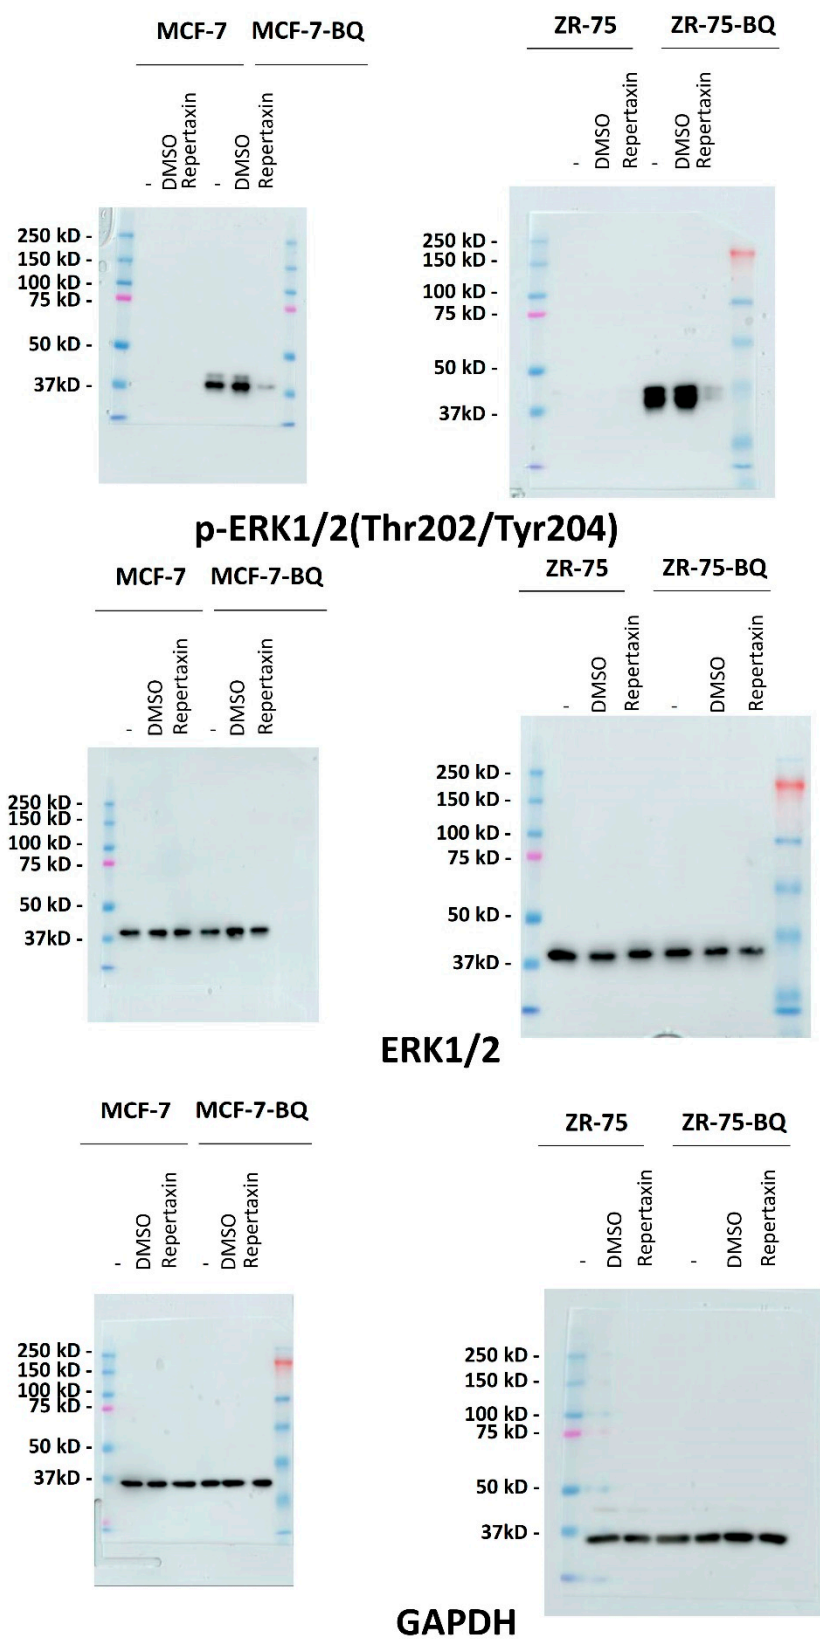 MCF-7 MCF-7-BQ
- DMSO Repertaxin - DMSO Repertaxin
250 kD -
150 kD -
100 kD -
75 kD -
50 kD -
37kD -
ZR-75 ZR-75-BQ
- DMSO Repertaxin - DMSO Repertaxin
250 kD -
150 kD -
100 kD -
75 kD -
50 kD -
37kD -
p-ERK1/2(Thr202/Tyr204)
MCF-7 MCF-7-BQ
- DMSO Repertaxin - DMSO Repertaxin
250 kD -
150 kD -
100 kD -
75 kD -
50 kD -
37kD -
ZR-75 ZR-75-BQ
- DMSO Repertaxin - DMSO Repertaxin
250 kD -
150 kD -
100 kD -
75 kD -
50 kD -
37kD -
ERK1/2
MCF-7 MCF-7-BQ
- DMSO Repertaxin - DMSO Repertaxin
250 kD -
150 kD -
100 kD -
75 kD -
50 kD -
37kD -
ZR-75 ZR-75-BQ
- DMSO Repertaxin - DMSO Repertaxin
250 kD -
150 kD -
100 kD -
75 kD -
50 kD -
37kD -
GAPDH